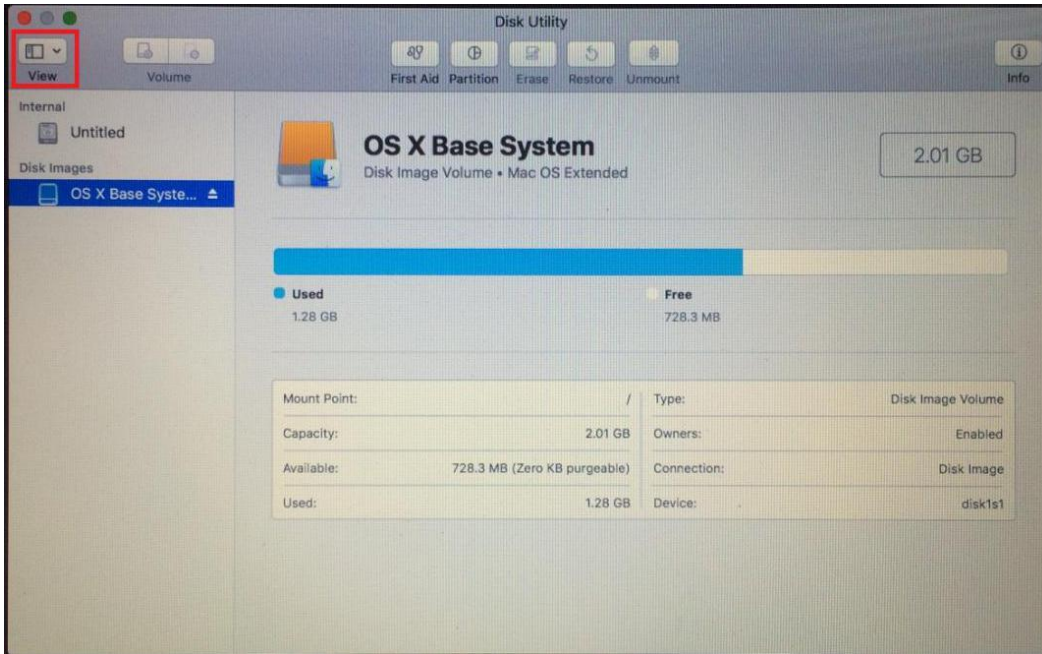 Disk Utility
View Volume First Aid Partition Erase Restore Unmount Info
Internal
Untitled
Disk Images
OS X Base Syste...
OS X Base System
Disk Image Volume • Mac OS Extended
2.01 GB
Used Free
1.28 GB 728.3 MB
Mount Point: / Type: Disk Image Volume
Capacity: 2.01 GB Owners: Enabled
Available: 728.3 MB (Zero KB purgeable) Connection: Disk Image
Used: 1.28 GB Device: disk1s1